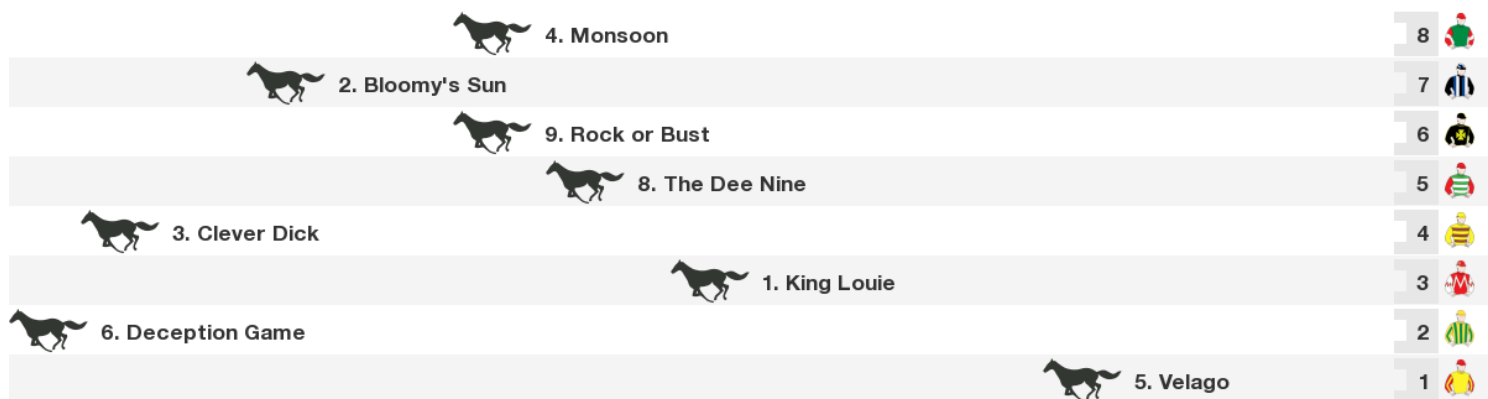 4. Monsoon 8
2. Bloomy's Sun 7
9. Rock or Bust 6
8. The Dee Nine 5
3. Clever Dick 4
1. King Louie 3
6. Deception Game 2
5. Velago 1